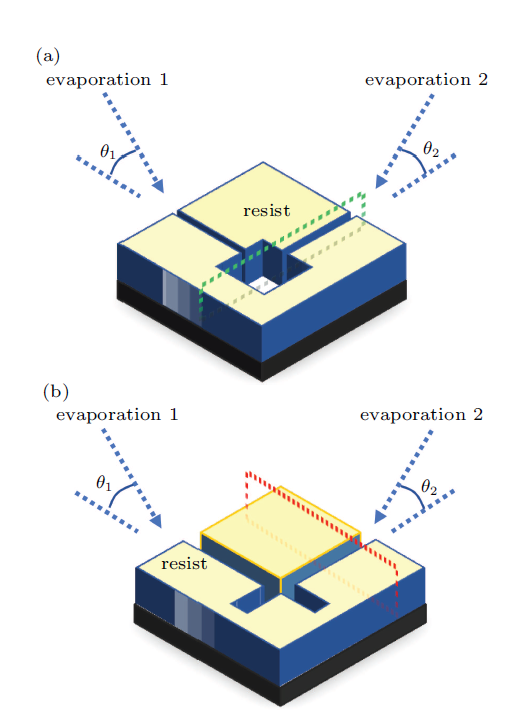 (a)
evaporation 1 evaporation 2
θ1 θ2
resist
(b)
evaporation 1 evaporation 2
θ1 θ2
resist